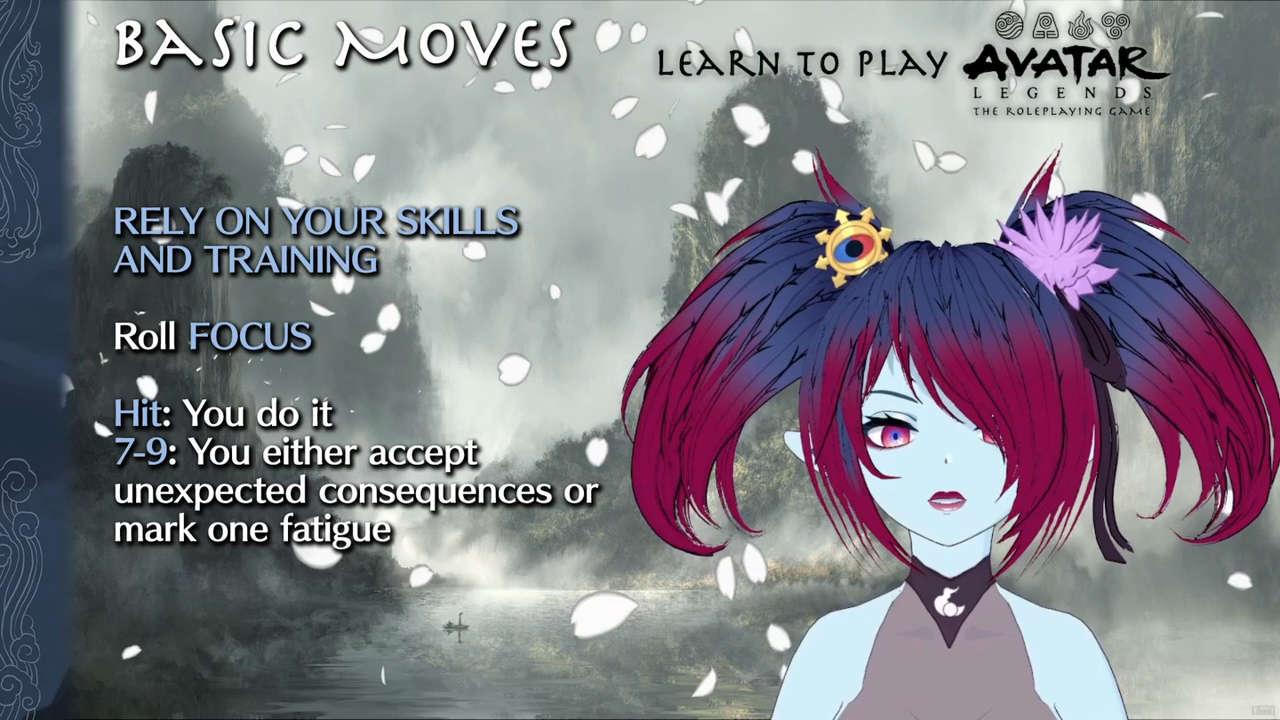 BASIC MOVES
LEARN TO PLAY AVATAR
LEGENDS
THE ROLEPLAYING GAME
RELY ON YOUR SKILLS
AND TRAINING
Roll FOCUS
Hit: You do it
7-9: You either accept
unexpected consequences or
mark one fatigue